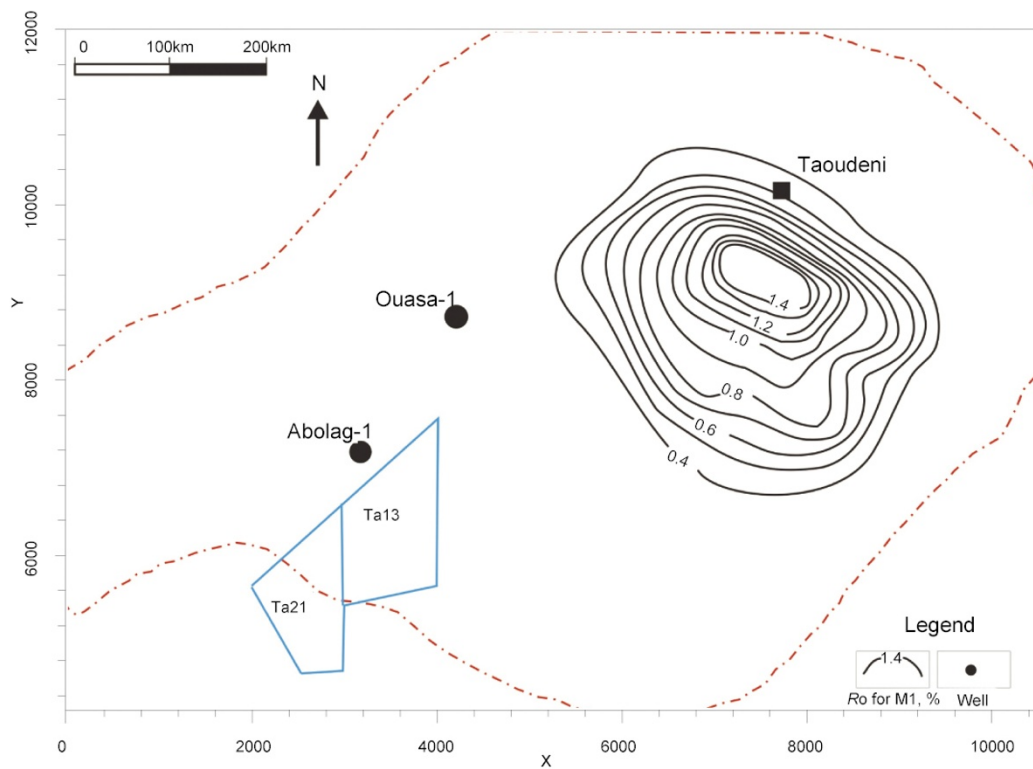 12000
0 100km 200km
N
Taoudeni
10000
Y
Ouasa-1
1.4
1.2
1.0
8000
0.8
Abolag-1
0.6
0.4
Ta13
6000
Ta21
Legend
1.4
Ro for M1, % Well
0 2000 4000 6000 8000 10000
X